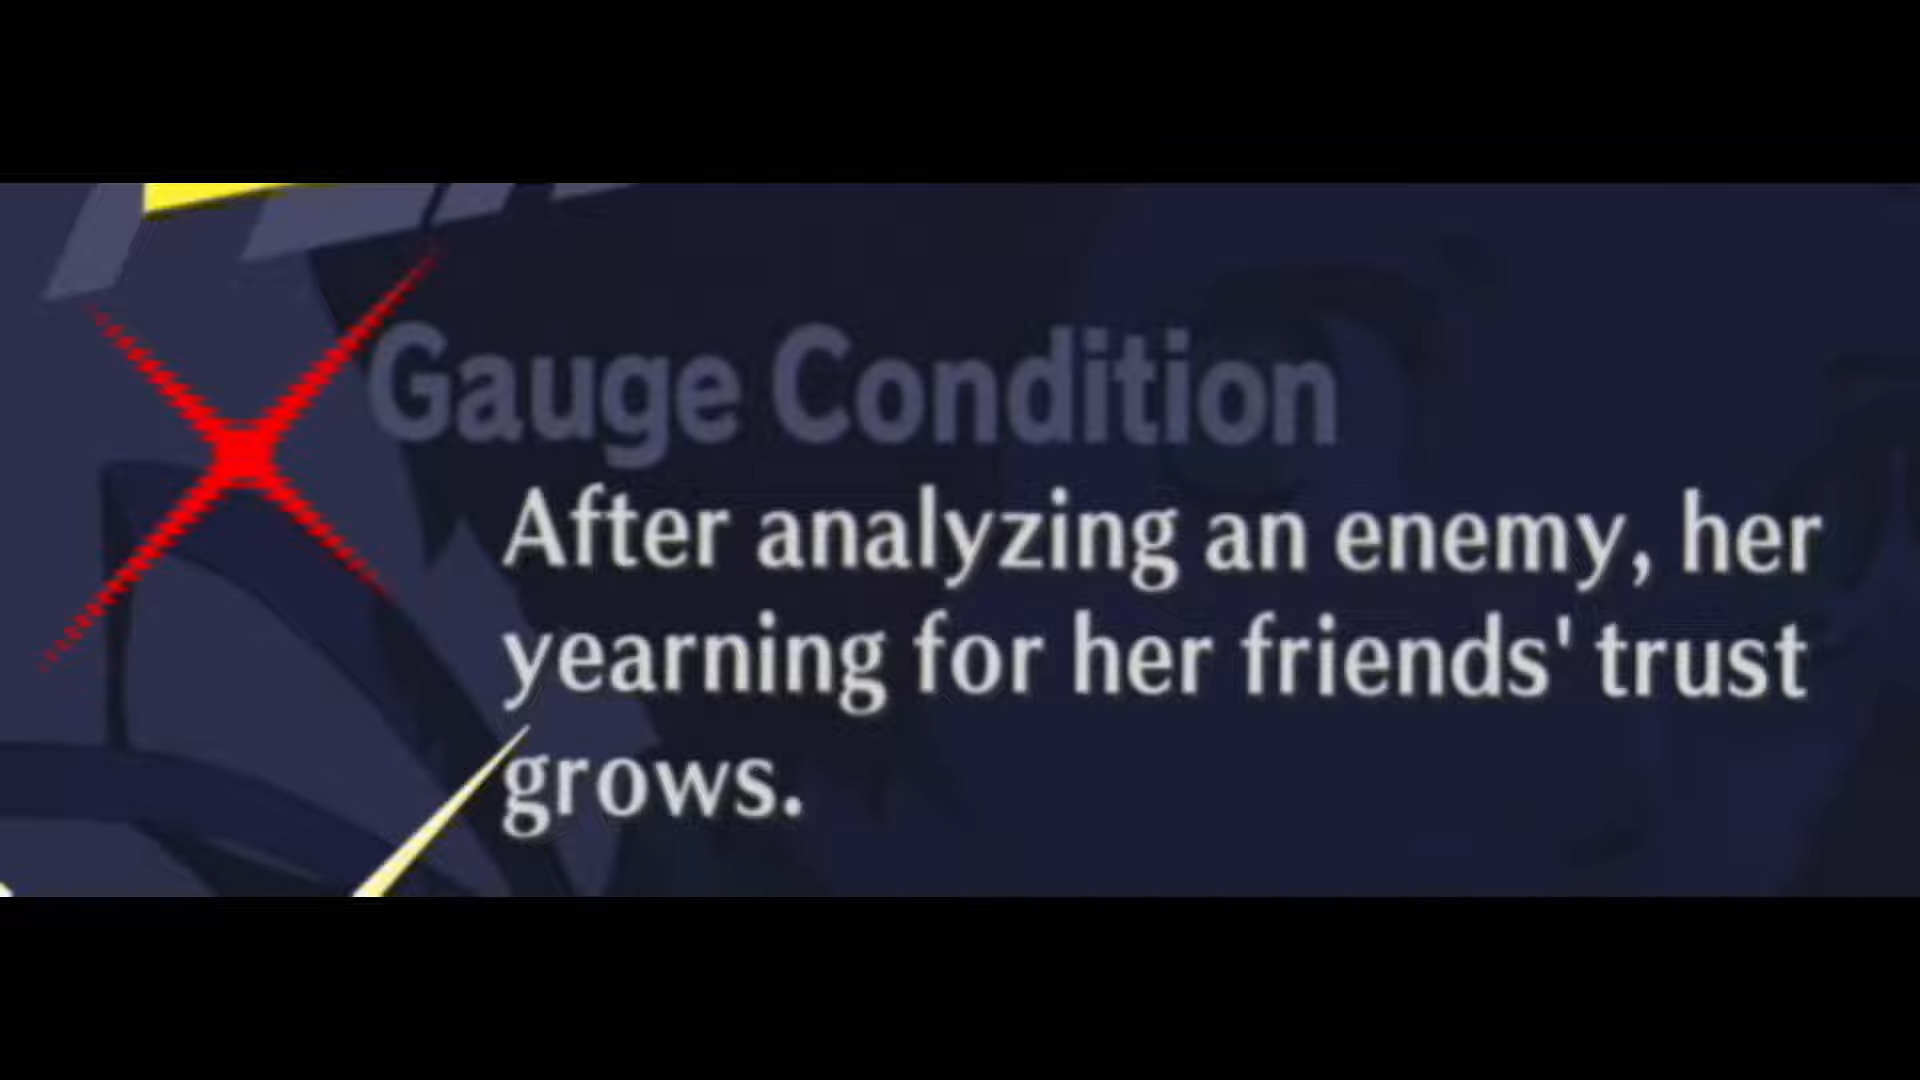 Gauge Condition
After analyzing an enemy, her
yearning for her friends' trust
grows.